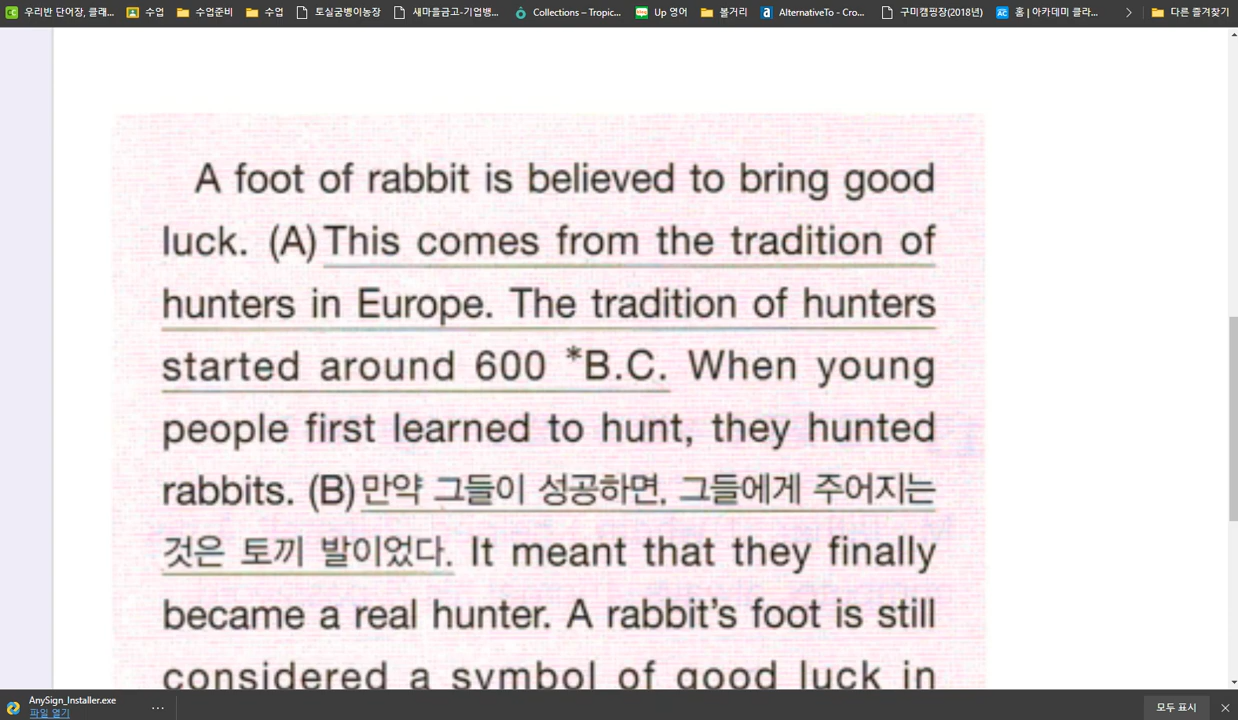 우리반 단어장, 클래... 수업 수업준비 수업 토실궁뱅이농장 새마을금고-기업뱅... Collections – Tropic... Up 영어 볼거리 AlternativeTo - Cro... 구미캠핑장(2018년) 홈 | 아카데미 클라... 다른 즐겨찾기
A foot of rabbit is believed to bring good
luck. (A) This comes from the tradition of
hunters in Europe. The tradition of hunters
started around 600 *B.C. When young
people first learned to hunt, they hunted
rabbits. (B) 만약 그들이 성공하면, 그들에게 주어지는
것은 토끼 발이었다. It meant that they finally
became a real hunter. A rabbit's foot is still
considered a symbol of good luck in
AnySign_Installer.exe
파일 열기
모두 표시